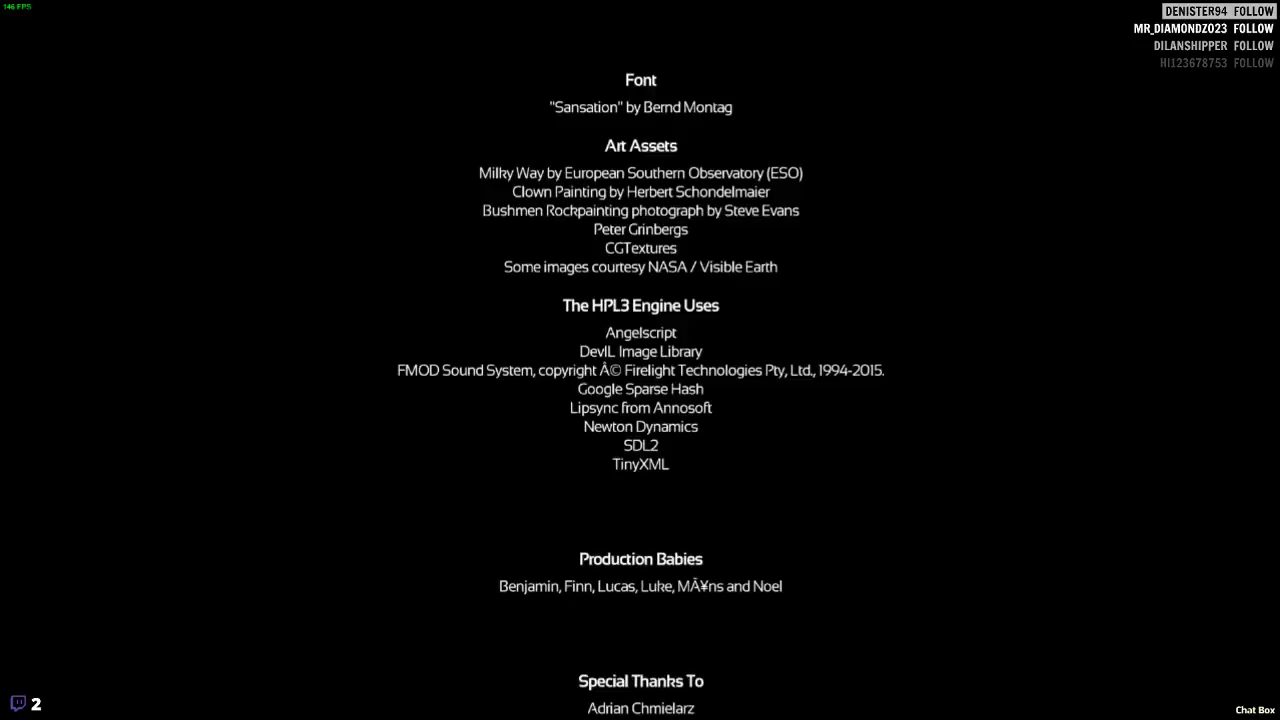 146 FPS
DENISTER94 FOLLOW
MR_DIAMONDZ023 FOLLOW
DILANSHIPPER FOLLOW
HI123678753 FOLLOW
Font
"Sansation" by Bernd Montag
Art Assets
Milky Way by European Southern Observatory (ESO)
Clown Painting by Herbert Schondelmaier
Bushmen Rockpainting photograph by Steve Evans
Peter Grinbergs
CGTextures
Some images courtesy NASA / Visible Earth
The HPL3 Engine Uses
Angelscript
DevIL Image Library
FMOD Sound System, copyright Â© Firelight Technologies Pty, Ltd., 1994-2015.
Google Sparse Hash
Lipsync from Annosoft
Newton Dynamics
SDL2
TinyXML
Production Babies
Benjamin, Finn, Lucas, Luke, MÃ¥ns and Noel
Special Thanks To
Adrian Chmielarz
2
Chat Box